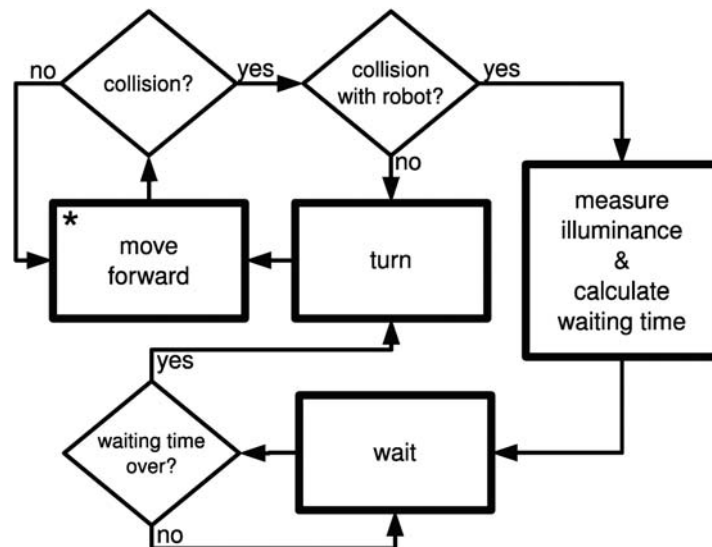 no
collision?
yes
collision
with robot?
yes
no
*
move
forward
turn
measure
illuminance
&
calculate
waiting time
yes
waiting time
over?
wait
no